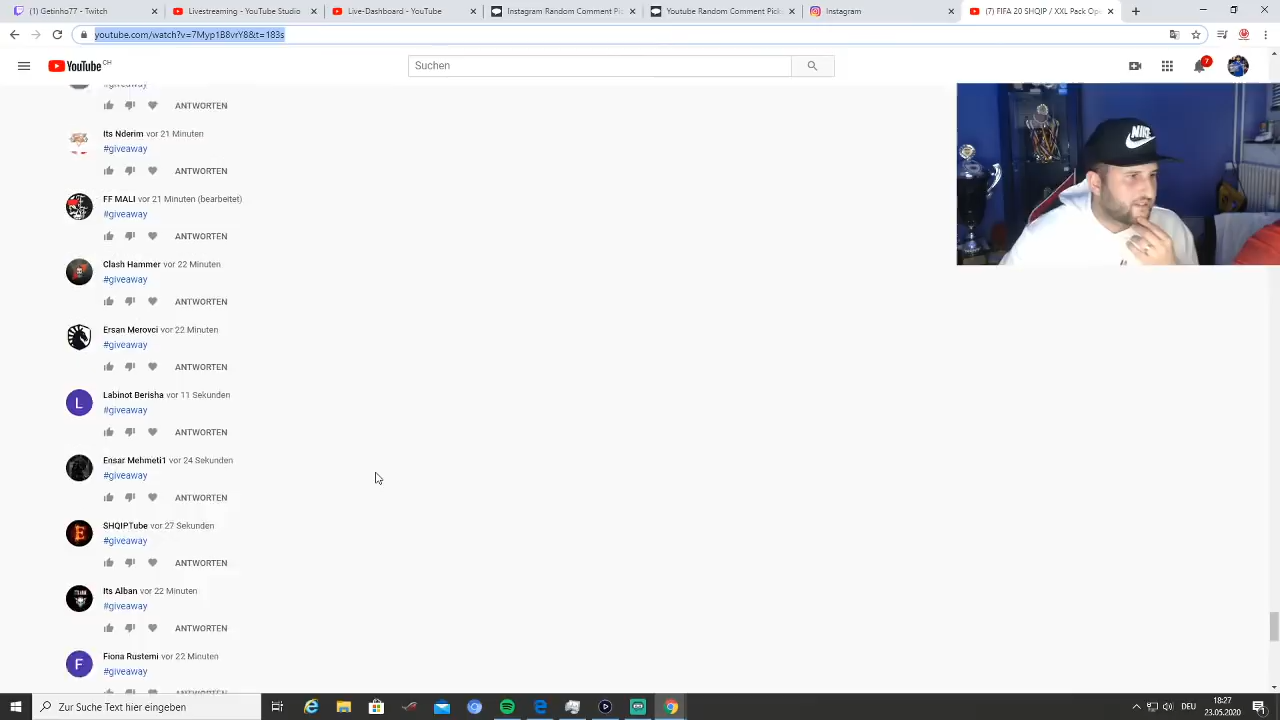 (1) Getinho77 - Twitch
Livestreaming - YouTube Studio
Live-Dashboard - YouTube
Instagram Random Comment Pic
Youtube Random Comment Pick
Instagram
(7) FIFA 20 SHQIP / XXL Pack Op
youtube.com/watch?v=7Myp1B8vrY8&t=183s
YouTube CH
Suchen
7
#giveaway
ANTWORTEN
Its Nderim vor 21 Minuten
#giveaway
ANTWORTEN
FF MALI vor 21 Minuten (bearbeitet)
#giveaway
ANTWORTEN
Clash Hammer vor 22 Minuten
#giveaway
ANTWORTEN
Ersan Merovci vor 22 Minuten
#giveaway
ANTWORTEN
L
Labinot Berisha vor 11 Sekunden
#giveaway
ANTWORTEN
Ensar Mehmeti1 vor 24 Sekunden
#giveaway
ANTWORTEN
E
SHQIPTube vor 27 Sekunden
#giveaway
ANTWORTEN
Its Alban vor 22 Minuten
#giveaway
ANTWORTEN
F
Fiona Rustemi vor 22 Minuten
#giveaway
ANTWORTEN
NIKE
Zur Suche Text hier eingeben
DEU
18:27
23.05.2020